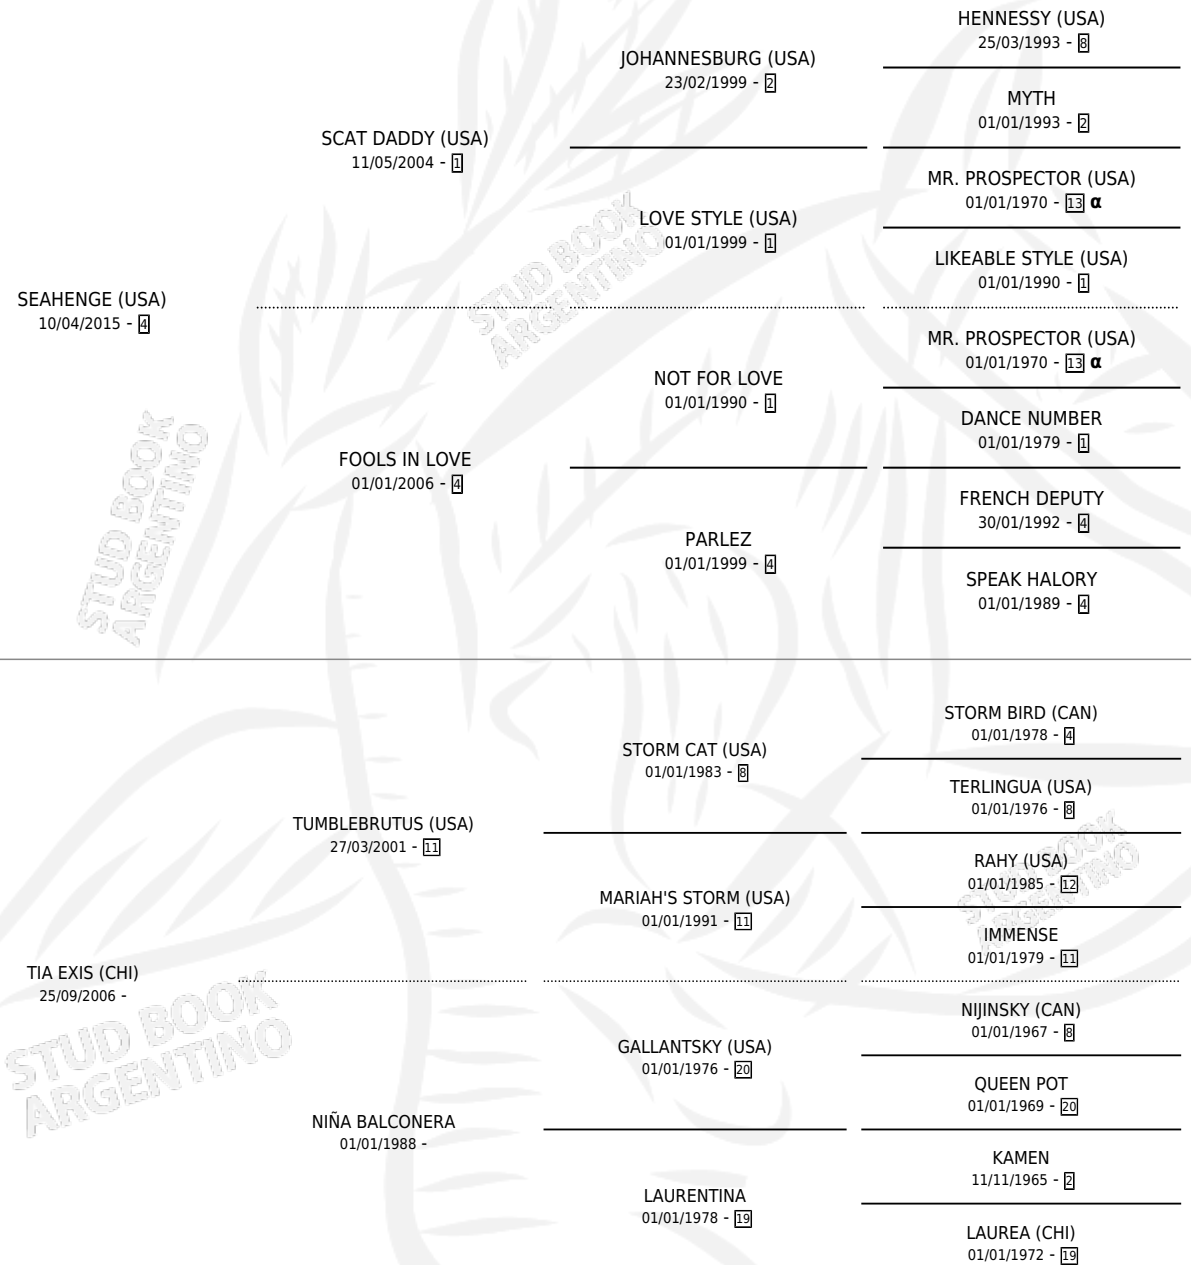 HENNESSY (USA)
25/03/1993 - 8
JOHANNESBURG (USA)
23/02/1999 - 2
MYTH
01/01/1993 - 2
SCAT DADDY (USA)
11/05/2004 - 1
MR. PROSPECTOR (USA)
01/01/1970 - 13 α
LOVE STYLE (USA)
01/01/1999 - 1
LIKEABLE STYLE (USA)
01/01/1990 - 1
SEAHENGE (USA)
10/04/2015 - 4
MR. PROSPECTOR (USA)
01/01/1970 - 13 α
NOT FOR LOVE
01/01/1990 - 1
DANCE NUMBER
01/01/1979 - 1
FOOLS IN LOVE
01/01/2006 - 4
FRENCH DEPUTY
30/01/1992 - 4
PARLEZ
01/01/1999 - 4
SPEAK HALORY
01/01/1989 - 4
STORM BIRD (CAN)
01/01/1978 - 4
STORM CAT (USA)
01/01/1983 - 8
TERLINGUA (USA)
01/01/1976 - 8
TUMBLEBRUTUS (USA)
27/03/2001 - 11
RAHY (USA)
01/01/1985 - 12
MARIAH'S STORM (USA)
01/01/1991 - 11
IMMENSE
01/01/1979 - 11
TIA EXIS (CHI)
25/09/2006 -
NIJINSKY (CAN)
01/01/1967 - 8
GALLANTSKY (USA)
01/01/1976 - 20
QUEEN POT
01/01/1969 - 20
NIÑA BALCONERA
01/01/1988 -
KAMEN
11/11/1965 - 2
LAURENTINA
01/01/1978 - 19
LAUREA (CHI)
01/01/1972 - 19
STUD BOOK
ARGENTINO
STUD BOOK
ARGENTINO
STUD BOOK
ARGENTINO
STUD BOOK
ARGENTINO